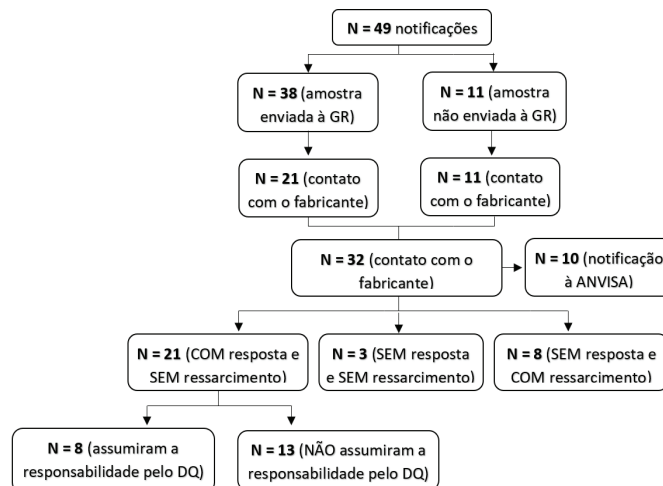 N = 49 notificações
N = 38 (amostra
enviada à GR)
N = 11 (amostra
não enviada à GR)
N = 21 (contato
com o fabricante)
N = 11 (contato
com o fabricante)
N = 32 (contato com o
fabricante)
N = 10 (notificação
à ANVISA)
N = 21 (COM resposta e
SEM ressarcimento)
N = 3 (SEM resposta
e SEM ressarcimento)
N = 8 (SEM resposta e
COM ressarcimento)
N = 8 (assumiram a
responsabilidade pelo DQ)
N = 13 (NÃO assumiram a
responsabilidade pelo DQ)